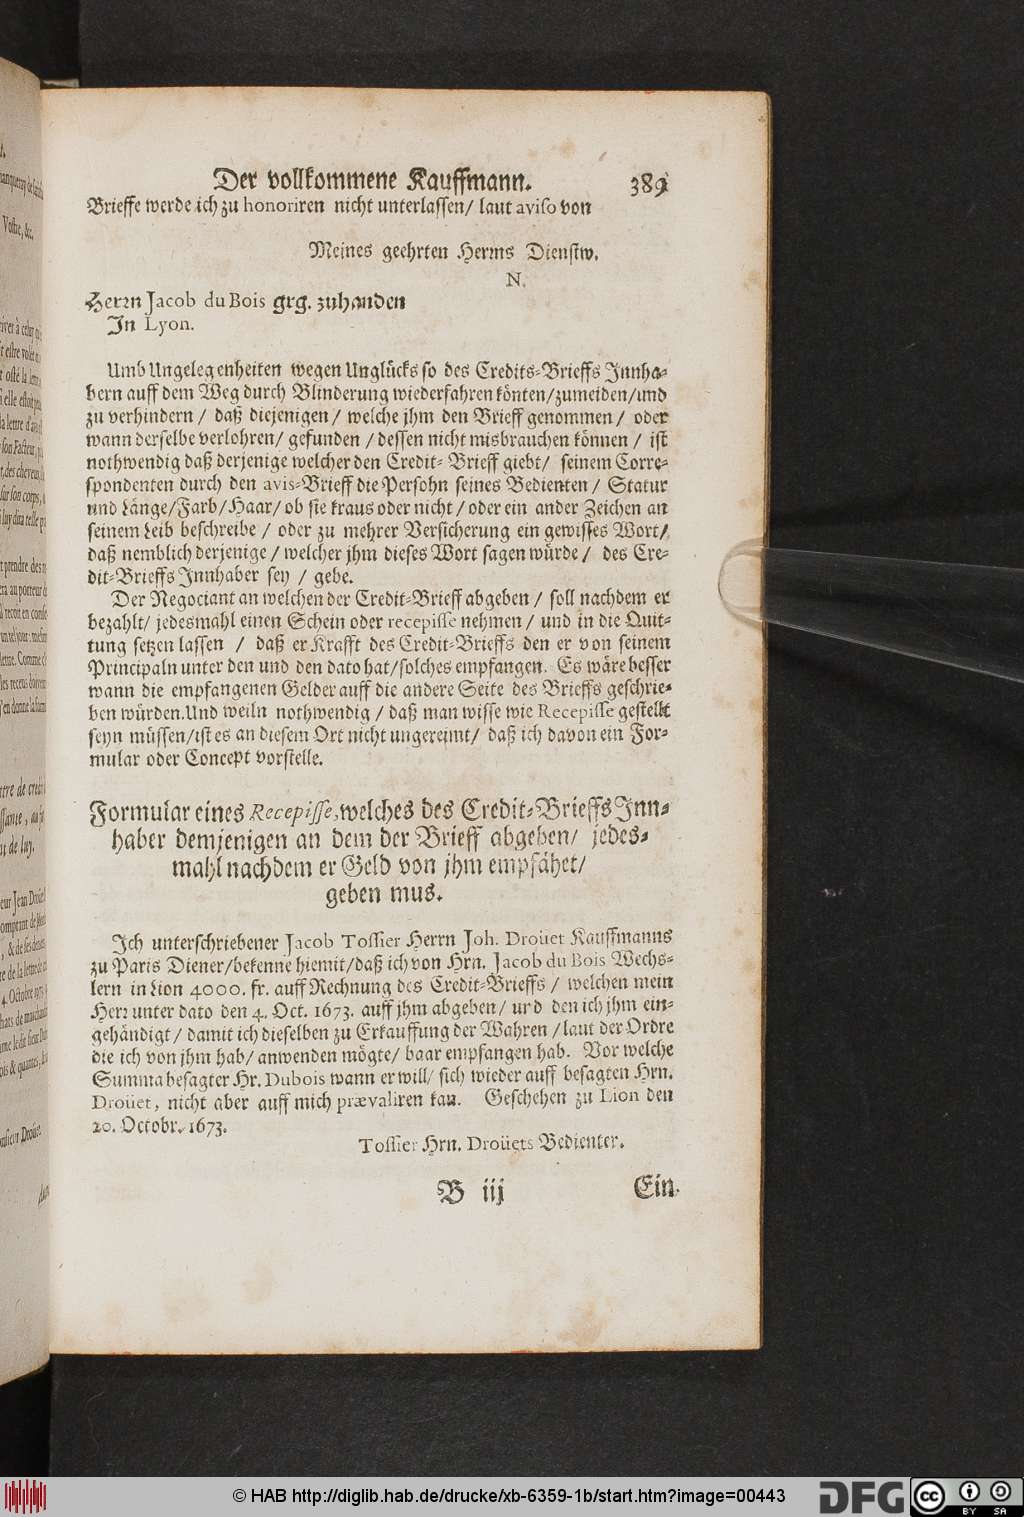 Der vollkommene Kauffmann. 389
Brieffe werde ich zu honoriren nicht unterlassen/ laut aviso von
Meines geehrten Herrns Dienstw.
N.
Herrn Jacob du Bois grg. zuhanden
In Lyon.
Umb Ungelegenheiten wegen Unglücks so des Credits-Brieffs Innha-
bern auff dem Weg durch Blinderung wiederfahren könten/zumeiden/und
zu verhindern / daß diejenigen / welche jhm den Brieff genommen / oder
wann derselbe verlohren/ gefunden / dessen nicht misbrauchen können / ist
nothwendig daß derjenige welcher den Credit- Brieff giebt/ seinem Corre-
spondenten durch den avis-Brieff die Persohn seines Bedienten / Statur
und Länge/Farb/Haar/ ob sie kraus oder nicht / oder ein ander Zeichen an
seinem Leib beschreibe / oder zu mehrer Versicherung ein gewisses Wort/
daß nemblich derjenige / welcher jhm dieses Wort sagen würde / des Cre-
dit-Brieffs Innhaber sey / gebe.
Der Negociant an welchen der Credit-Brieff abgeben / soll nachdem er
bezahlt/ jedesmahl einen Schein oder recepisse nehmen / und in die Quit-
tung setzen lassen / daß er Krafft des Credit-Brieffs den er von seinem
Principaln unter den und den dato hat/solches empfangen. Es wäre besser
wann die empfangenen Gelder auff die andere Seite des Brieffs geschrie-
ben würden. Und weiln nothwendig / daß man wisse wie Recepisse gestellt
seyn müssen/ist es an diesem Ort nicht ungereimt/ daß ich davon ein For-
mular oder Concept vorstelle.
Formular eines Recepisse, welches des Credit-Brieffs Inn-
haber demjenigen an dem der Brieff abgeben/ jedes-
mahl nachdem er Geld von jhm empfähet/
geben mus.
Ich unterschriebener Jacob Tossier Herrn Joh. Droüet Kauffmanns
zu Paris Diener/bekenne hiemit/daß ich von Hrn. Jacob du Bois Wechs-
lern in Lion 4000. fr. auff Rechnung des Credit-Brieffs / welchen mein
Herr unter dato den 4. Oct. 1673. auff jhm abgeben/ und den ich jhm ein-
gehändigt/ damit ich dieselben zu Erkauffung der Wahren / laut der Ordre
die ich von jhm hab/ anwenden mögte/ baar empfangen hab. Vor welche
Summa besagter Hr. Dubois wann er will/ sich wieder auff besagten Hrn.
Droüet, nicht aber auff mich prævaliren kan. Geschehen zu Lion den
20. Octobr. 1673.
Tossier Hrn. Droüets Bedienter.
B iij Ein
© HAB http://diglib.hab.de/drucke/xb-6359-1b/start.htm?image=00443
DFG
cc BY SA